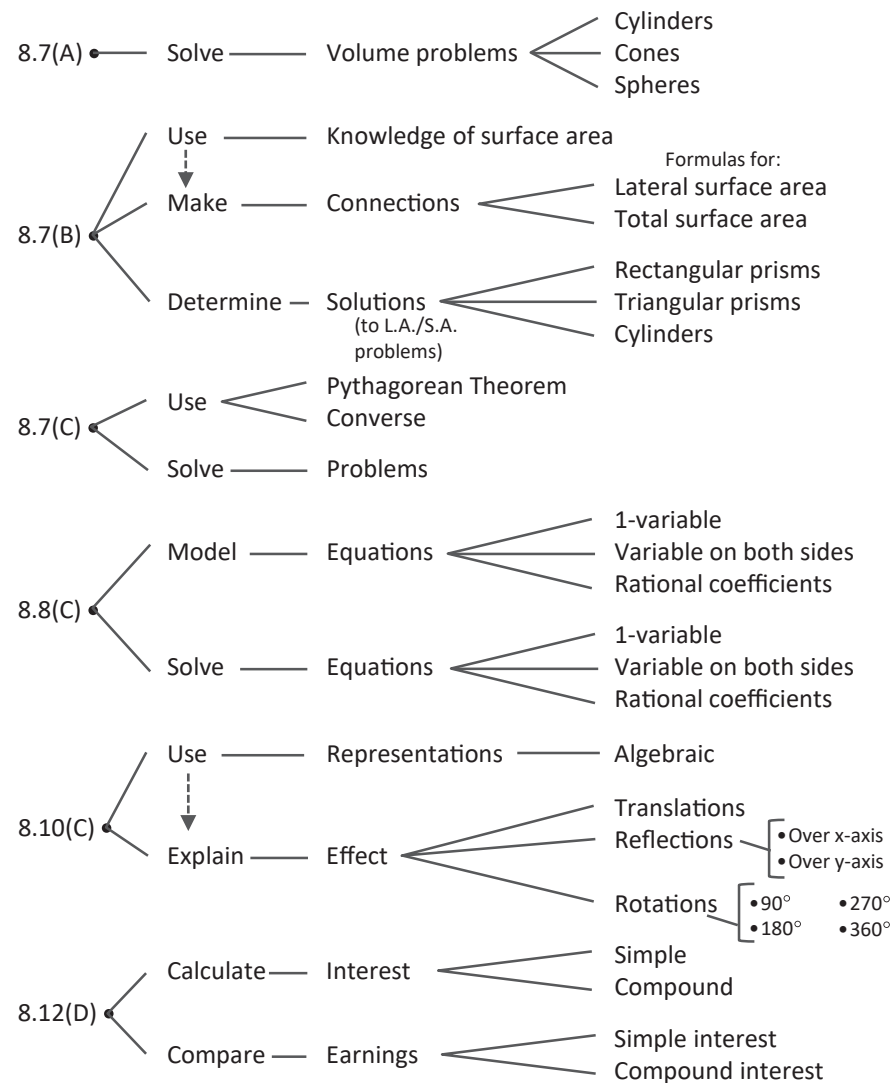 8.7(A) Solve Volume problems
Cylinders
Cones
Spheres
8.7(B)
Use Knowledge of surface area
Make Connections
Formulas for:
Lateral surface area
Total surface area
Determine Solutions
(to L.A./S.A.
problems)
Rectangular prisms
Triangular prisms
Cylinders
8.7(C)
Use
Pythagorean Theorem
Converse
Solve Problems
8.8(C)
Model Equations
1-variable
Variable on both sides
Rational coefficients
Solve Equations
1-variable
Variable on both sides
Rational coefficients
8.10(C)
Use Representations Algebraic
Explain Effect
Translations
Reflections
•Over x-axis
•Over y-axis
Rotations
•90° •270°
•180° •360°
8.12(D)
Calculate Interest
Simple
Compound
Compare Earnings
Simple interest
Compound interest